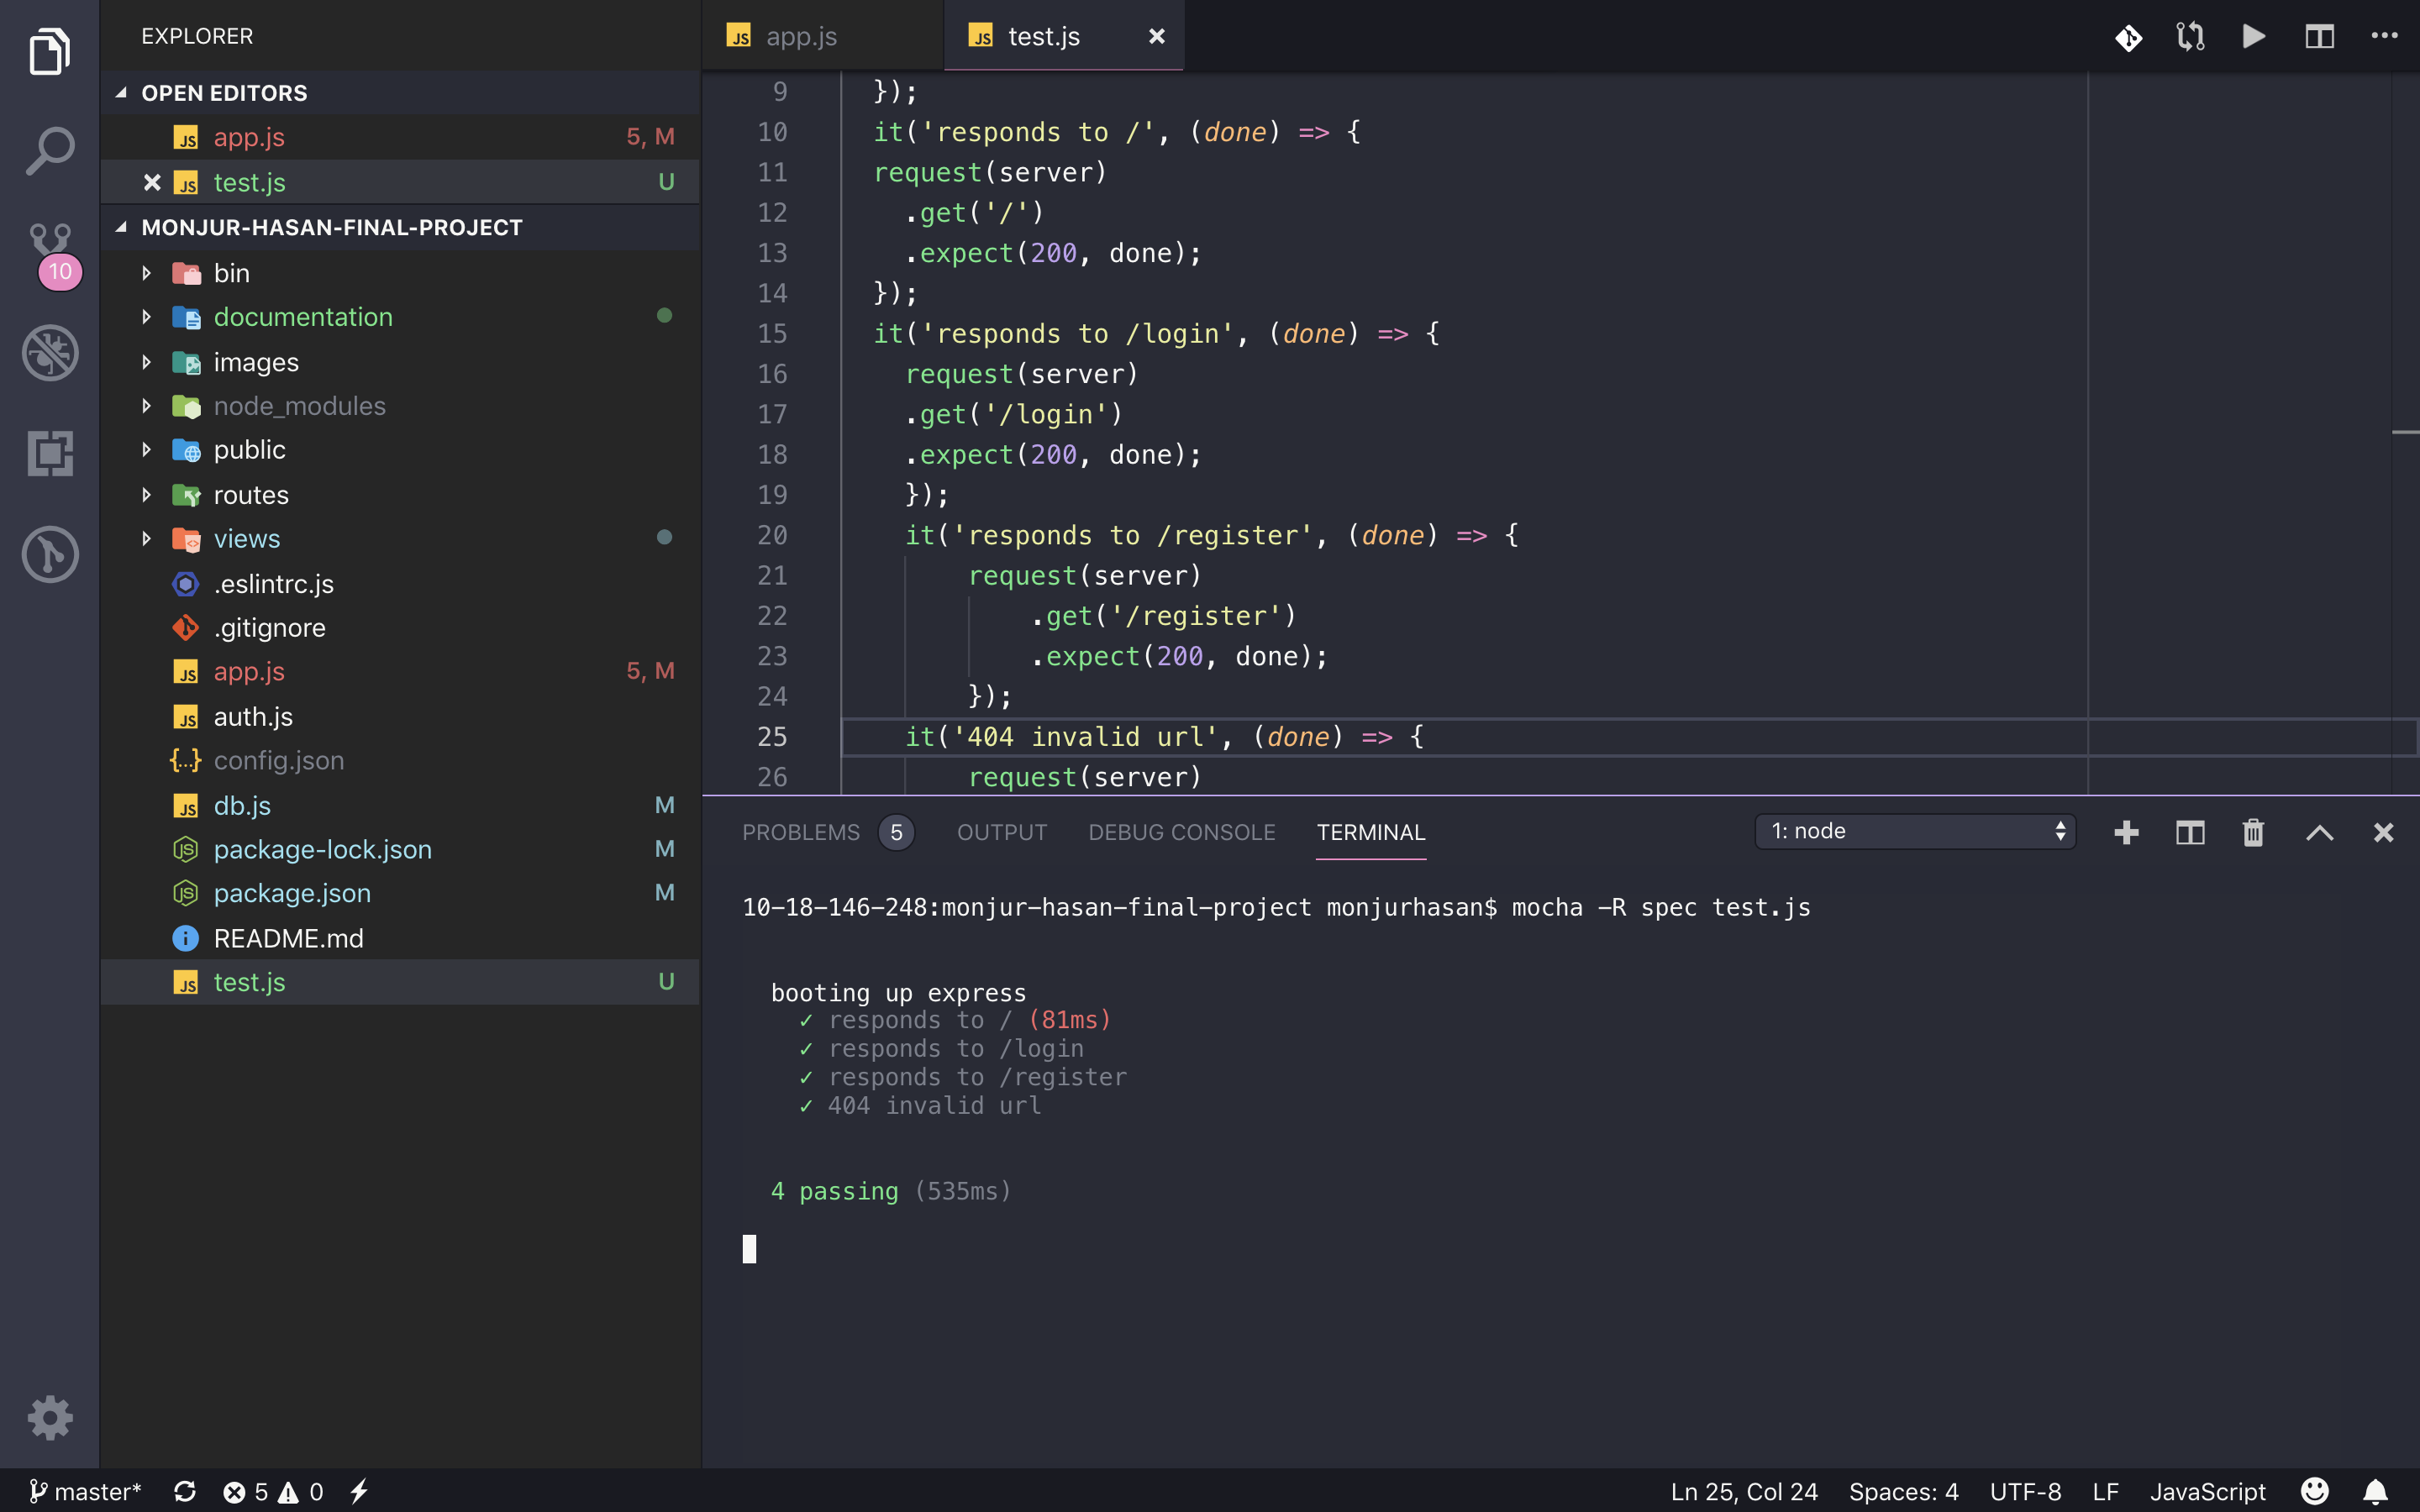 EXPLORER
OPEN EDITORS
app.js 5, M
test.js U
MONJUR-HASAN-FINAL-PROJECT
bin
documentation
images
node_modules
public
routes
views
.eslintrc.js
.gitignore
app.js 5, M
auth.js
{...} config.json
db.js M
package-lock.json M
package.json M
README.md
test.js U
10
app.js
test.js
9 });
10 it('responds to /', (done) => {
11 request(server)
12 .get('/')
13 .expect(200, done);
14 });
15 it('responds to /login', (done) => {
16 request(server)
17 .get('/login')
18 .expect(200, done);
19 });
20 it('responds to /register', (done) => {
21 request(server)
22 .get('/register')
23 .expect(200, done);
24 });
25 it('404 invalid url', (done) => {
26 request(server)
PROBLEMS 5 OUTPUT DEBUG CONSOLE TERMINAL 1: node
10-18-146-248:monjur-hasan-final-project monjurhasan$ mocha -R spec test.js
booting up express
✓ responds to / (81ms)
✓ responds to /login
✓ responds to /register
✓ 404 invalid url
4 passing (535ms)
master* 5 0 Ln 25, Col 24 Spaces: 4 UTF-8 LF JavaScript